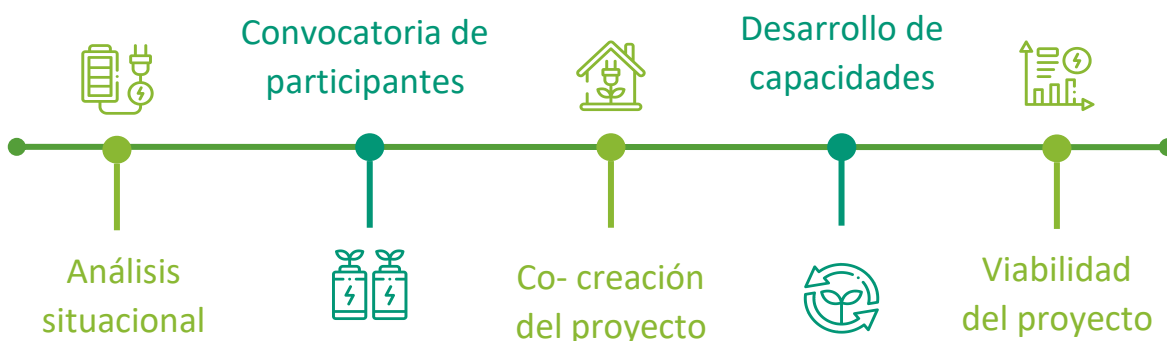 Análisis
situacional
Convocatoria de
participantes
Co- creación
del proyecto
Desarrollo de
capacidades
Viabilidad
del proyecto